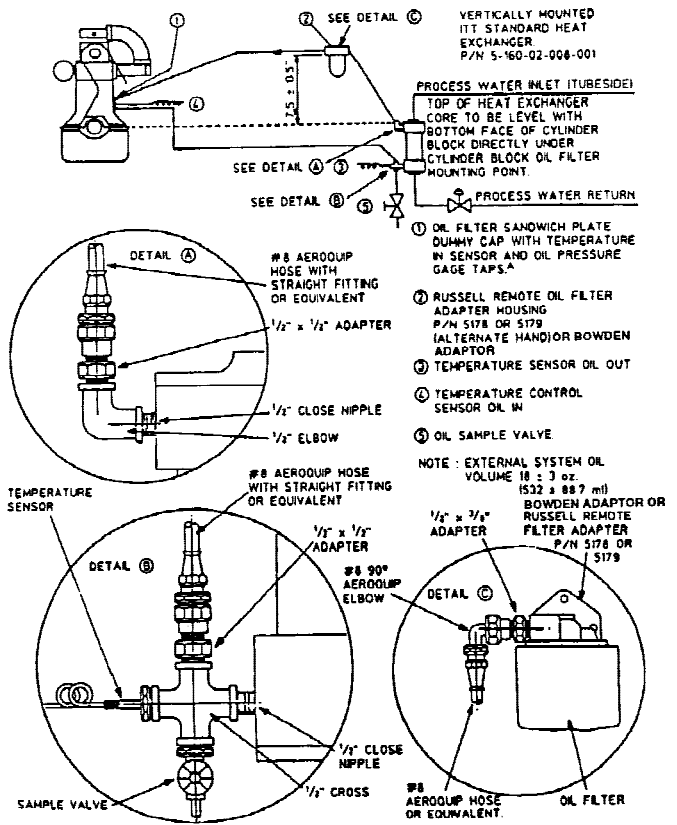 ① ② SEE DETAIL Ⓒ
VERTICALLY MOUNTED
ITT STANDARD HEAT
EXCHANGER.
P/N 5-160-02-008-001
④
7.5 ± 0.5"
PROCESS WATER INLET (TUBESIDE)
TOP OF HEAT EXCHANGER
CORE TO BE LEVEL WITH
BOTTOM FACE OF CYLINDER
BLOCK DIRECTLY UNDER
CYLINDER BLOCK OIL FILTER
MOUNTING POINT.
SEE DETAIL Ⓐ ③
SEE DETAIL Ⓑ ⑤
PROCESS WATER RETURN
① OIL FILTER SANDWICH PLATE
DUMMY CAP WITH TEMPERATURE
IN SENSOR AND OIL PRESSURE
GAGE TAPS.ᴬ
② RUSSELL REMOTE OIL FILTER
ADAPTER HOUSING
P/N 5178 OR 5179
(ALTERNATE HAND) OR BOWDEN
ADAPTOR
③ TEMPERATURE SENSOR OIL OUT
④ TEMPERATURE CONTROL
SENSOR OIL IN
⑤ OIL SAMPLE VALVE
NOTE : EXTERNAL SYSTEM OIL
VOLUME 18 ± 3 oz.
(532 ± 88.7 ml)
DETAIL Ⓐ
#8 AEROQUIP
HOSE WITH
STRAIGHT FITTING
OR EQUIVALENT
1/2" x 1/2" ADAPTER
1/2" CLOSE NIPPLE
1/2" ELBOW
#8 AEROQUIP HOSE
WITH STRAIGHT FITTING
OR EQUIVALENT
TEMPERATURE
SENSOR
1/2" x 1/2"
ADAPTER
DETAIL Ⓑ
1/2" CLOSE
NIPPLE
1/2" CROSS
SAMPLE VALVE
BOWDEN ADAPTOR OR
RUSSELL REMOTE
FILTER ADAPTER
P/N 5178 OR
5179
1/2" x 3/8"
ADAPTER
#8 90°
AEROQUIP
ELBOW
DETAIL Ⓒ
#8
AEROQUIP HOSE
OR EQUIVALENT.
OIL FILTER